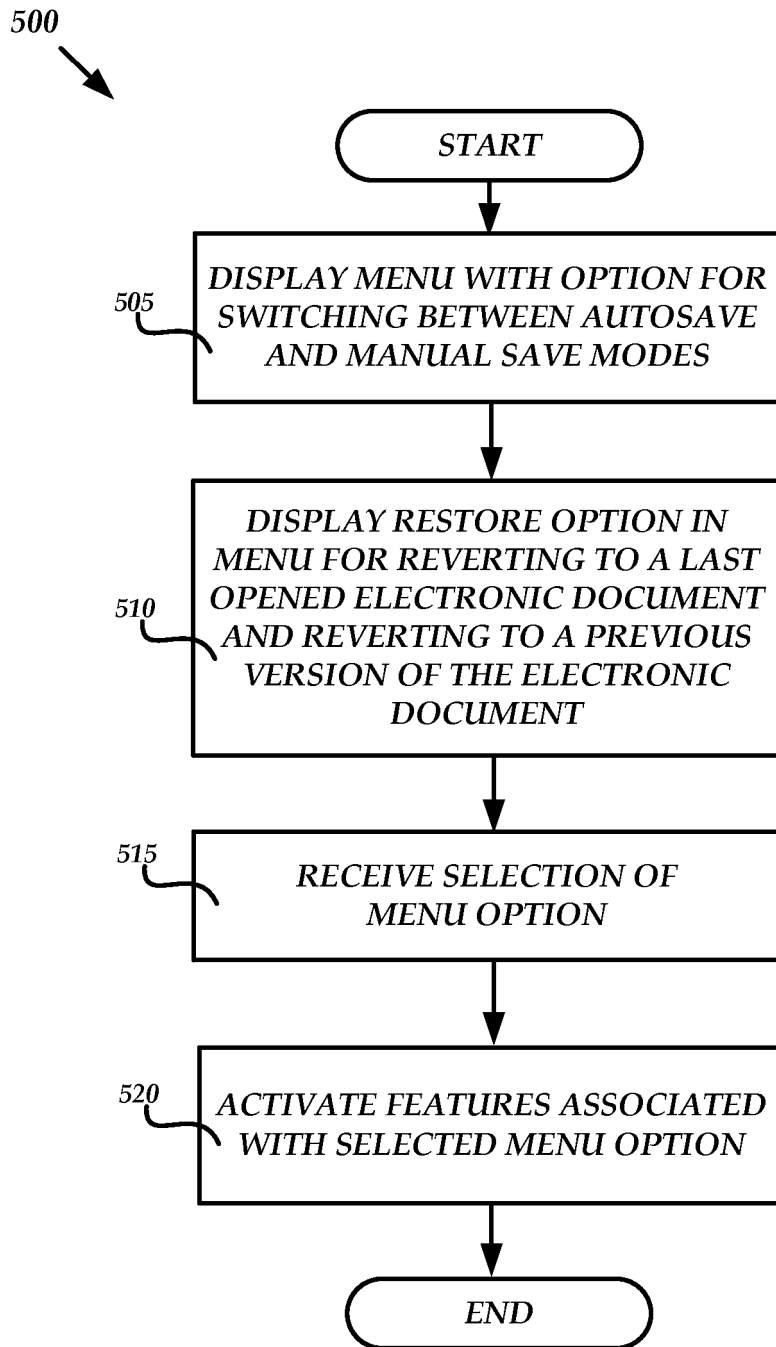 500
START
505
DISPLAY MENU WITH OPTION FOR
SWITCHING BETWEEN AUTOSAVE
AND MANUAL SAVE MODES
510
DISPLAY RESTORE OPTION IN
MENU FOR REVERTING TO A LAST
OPENED ELECTRONIC DOCUMENT
AND REVERTING TO A PREVIOUS
VERSION OF THE ELECTRONIC
DOCUMENT
515
RECEIVE SELECTION OF
MENU OPTION
520
ACTIVATE FEATURES ASSOCIATED
WITH SELECTED MENU OPTION
END